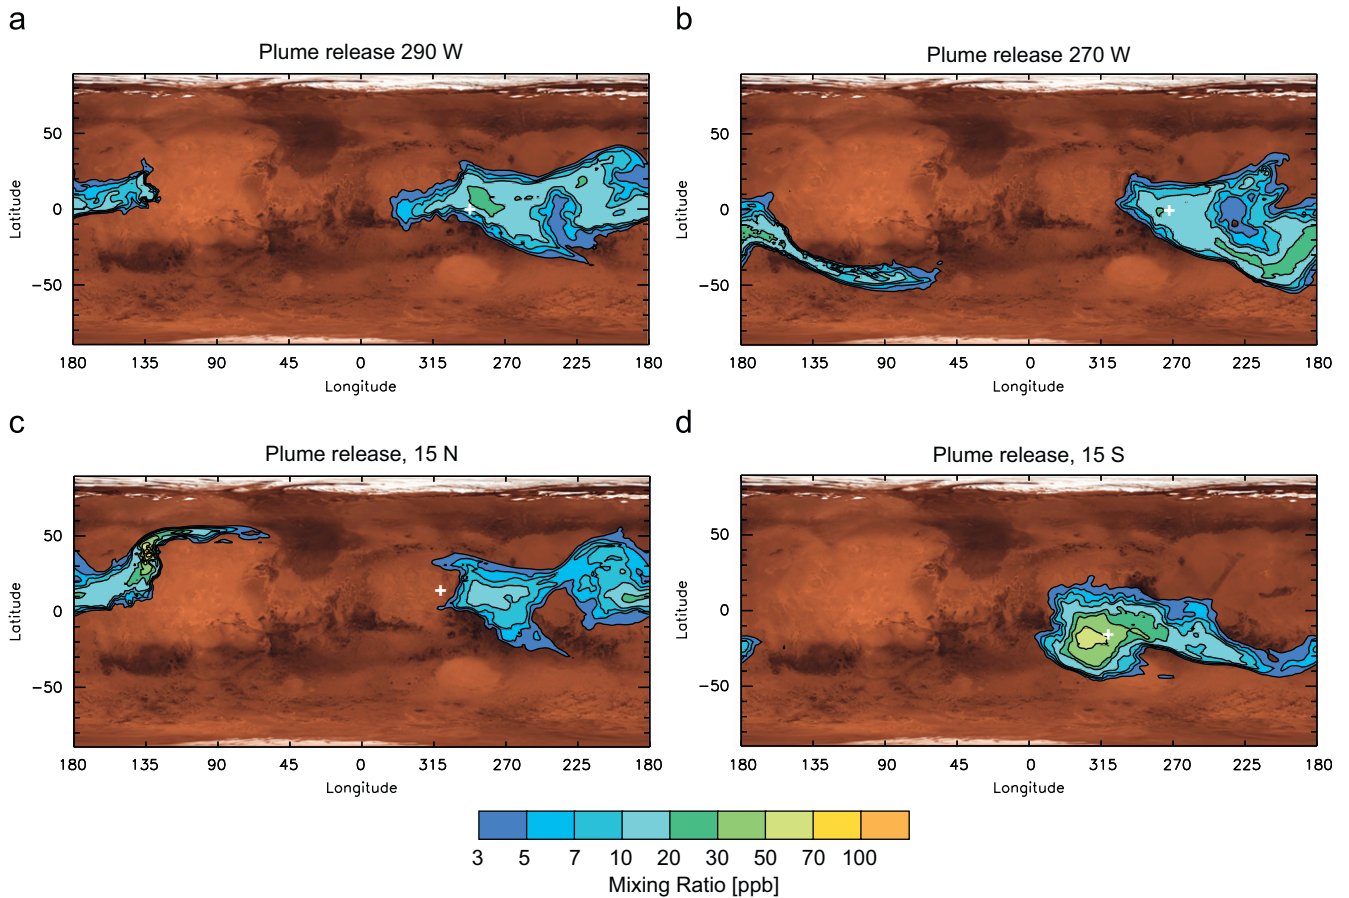 a
Plume release 290 W
50
0
−50
Latitude
180 135 90 45 0 315 270 225 180
Longitude
b
Plume release 270 W
50
0
−50
Latitude
180 135 90 45 0 315 270 225 180
Longitude
c
Plume release, 15 N
50
0
−50
Latitude
180 135 90 45 0 315 270 225 180
Longitude
d
Plume release, 15 S
50
0
−50
Latitude
180 135 90 45 0 315 270 225 180
Longitude
3 5 7 10 20 30 50 70 100
Mixing Ratio [ppb]